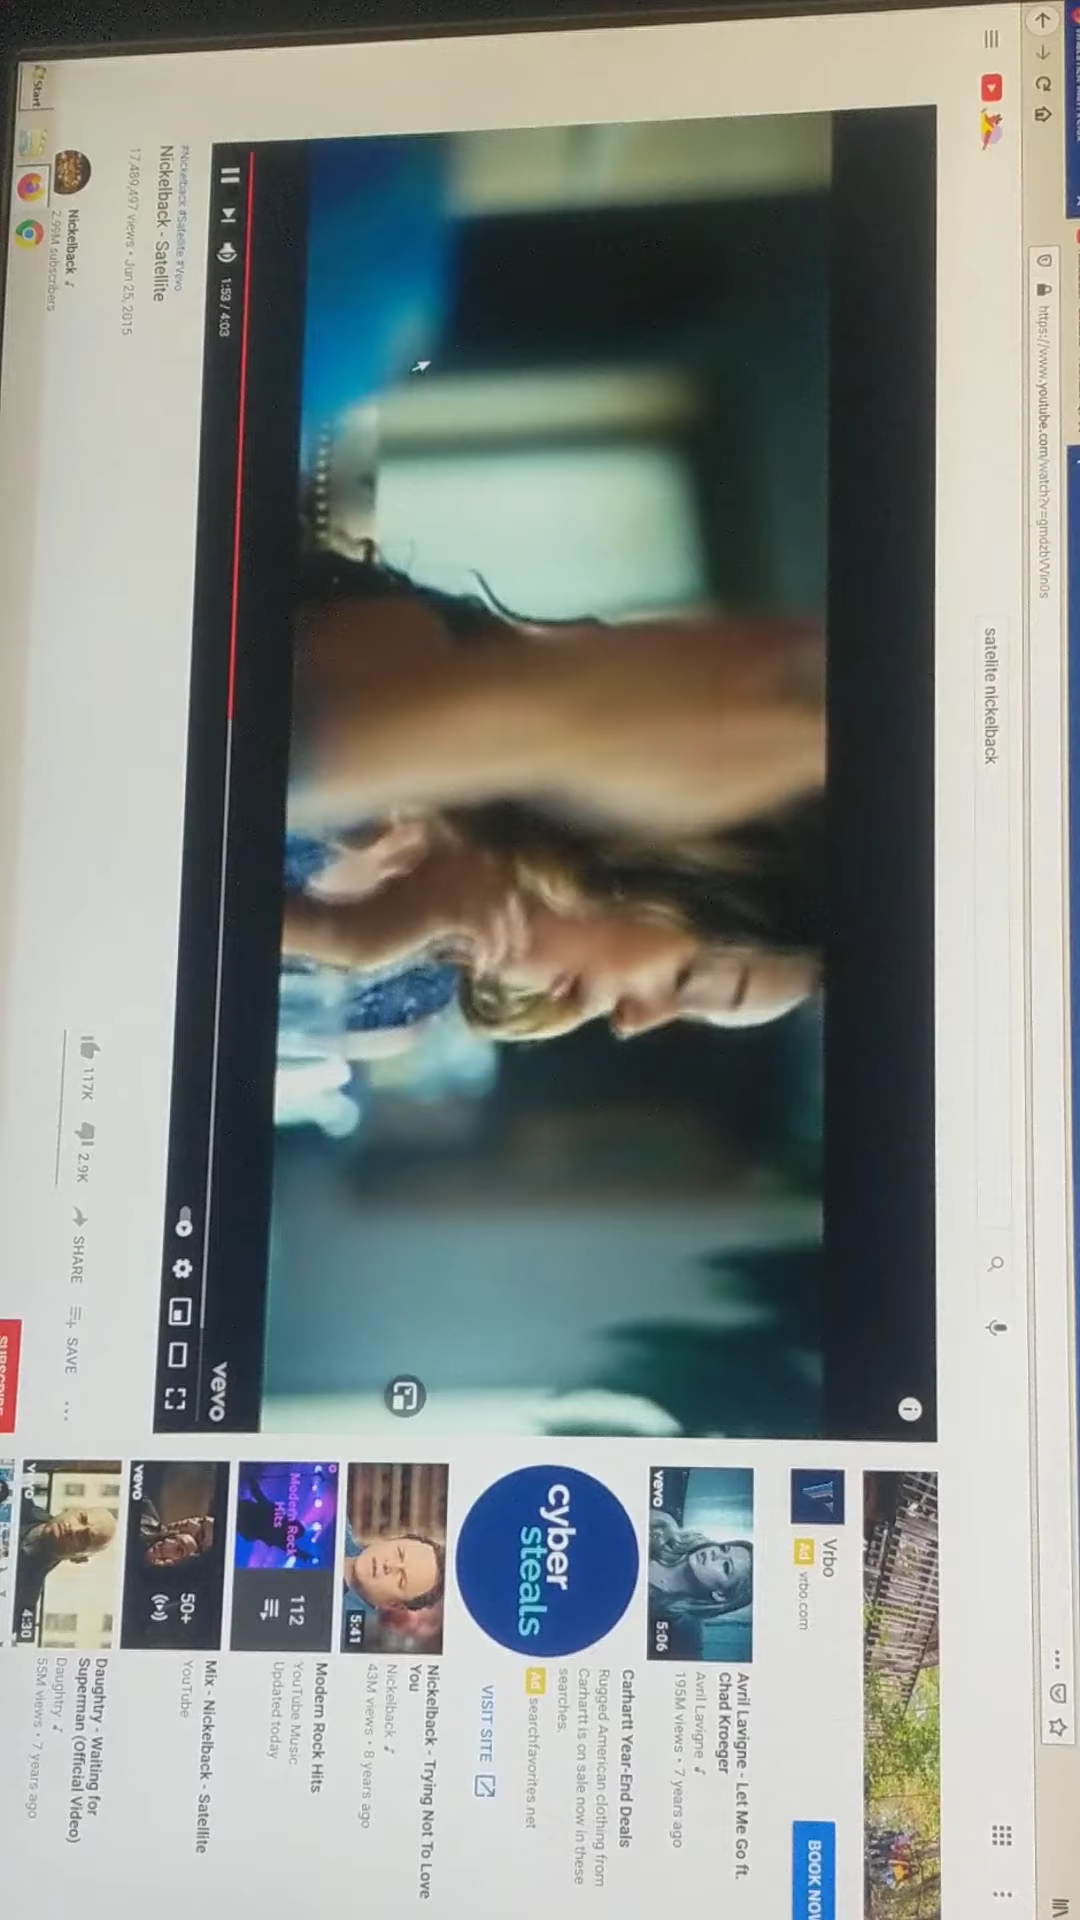 https://www.youtube.com/watch?v=gmdzbVVin0s
satelite nickelback
1:53 / 4:03
vevo
#Nickelback #Satellite #Vevo
Nickelback - Satellite
17,489,497 views • Jun 25, 2015
117K
2.9K
SHARE
SAVE
...
Nickelback
2.99M subscribers
SUBSCRIBE
Start
Vrbo
Ad vrbo.com
BOOK NOW
vevo
5:06
Avril Lavigne - Let Me Go ft.
Chad Kroeger
Avril Lavigne
195M views • 7 years ago
cyber
steals
Carhartt Year-End Deals
Rugged American clothing from
Carhartt is on sale now in these
searches.
Ad searchfavorites.net
VISIT SITE
5:41
Nickelback - Trying Not To Love
You
Nickelback
43M views • 8 years ago
Modern Rock
Hits
112
Modern Rock Hits
YouTube Music
Updated today
vevo
50+
Mix - Nickelback - Satellite
YouTube
vevo
4:30
Daughtry - Waiting for
Superman (Official Video)
Daughtry
55M views • 7 years ago